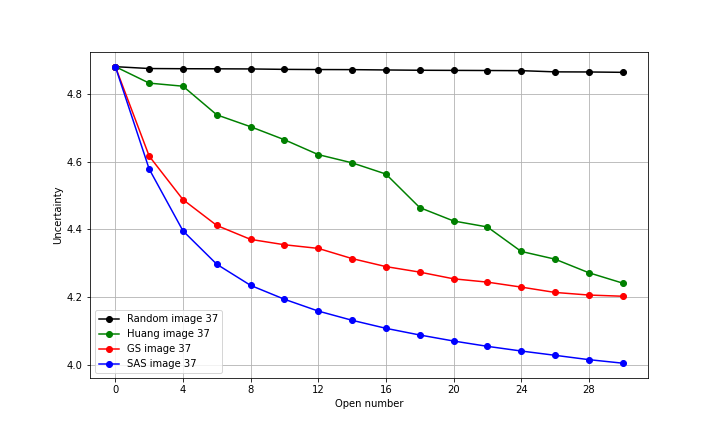 4.8
4.6
4.4
4.2
4.0
Uncertainty
Random image 37
Huang image 37
GS image 37
SAS image 37
0 4 8 12 16 20 24 28
Open number